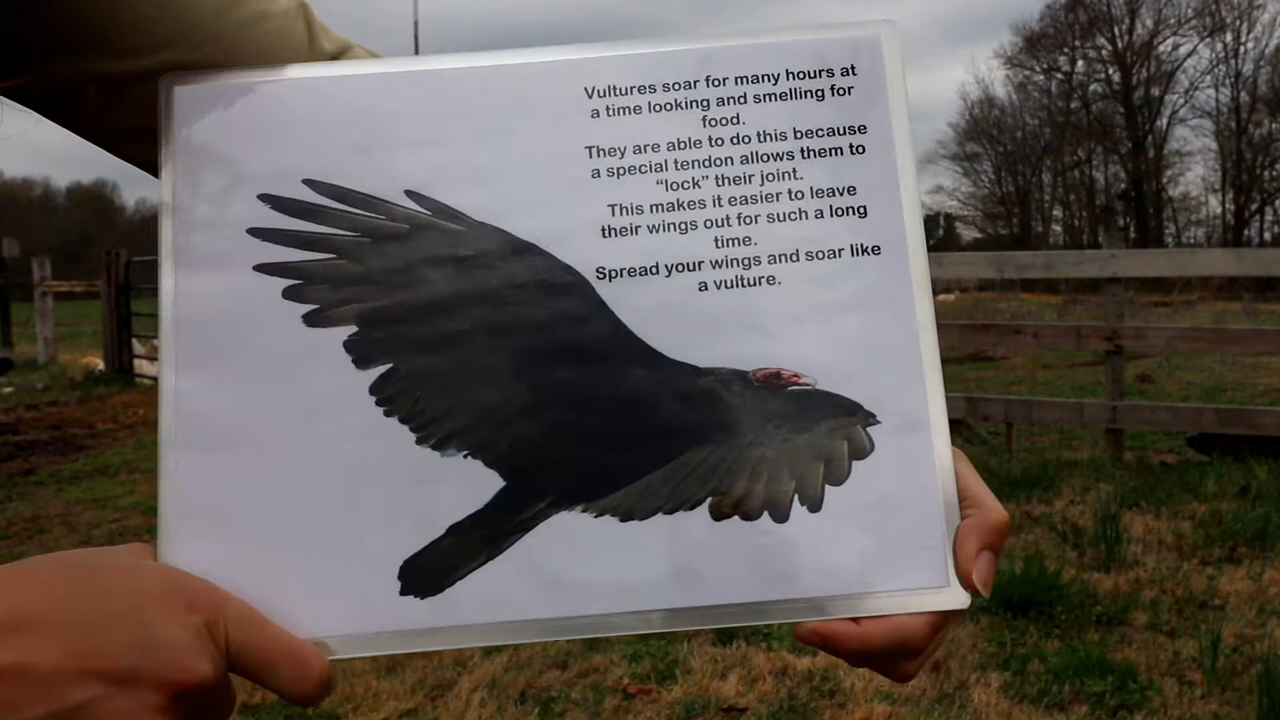 Vultures soar for many hours at
a time looking and smelling for
food.
They are able to do this because
a special tendon allows them to
“lock” their joint.
This makes it easier to leave
their wings out for such a long
time.
Spread your wings and soar like
a vulture.